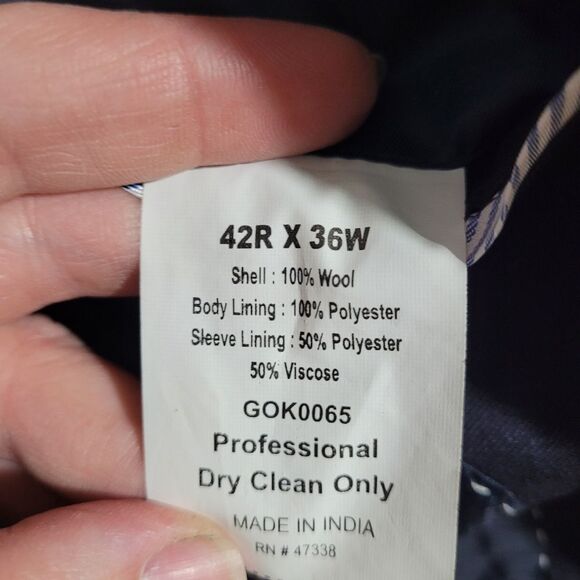 42R X 36W
Shell : 100% Wool
Body Lining : 100% Polyester
Sleeve Lining : 50% Polyester
50% Viscose
GOK0065
Professional
Dry Clean Only
MADE IN INDIA
RN # 47338